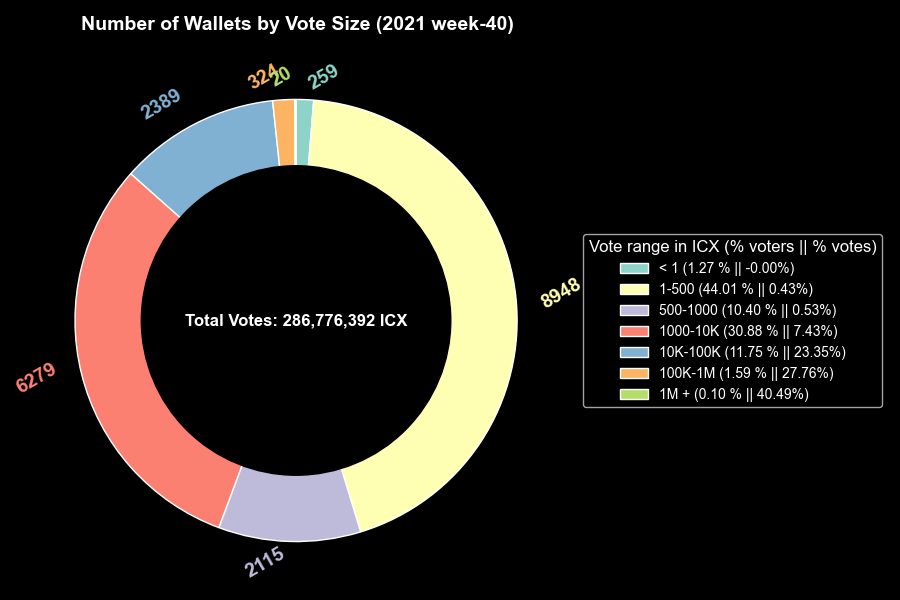 Number of Wallets by Vote Size (2021 week-40)
324
20
259
2389
8948
6279
2115
Total Votes: 286,776,392 ICX
Vote range in ICX (% voters || % votes)
< 1 (1.27 % || -0.00%)
1-500 (44.01 % || 0.43%)
500-1000 (10.40 % || 0.53%)
1000-10K (30.88 % || 7.43%)
10K-100K (11.75 % || 23.35%)
100K-1M (1.59 % || 27.76%)
1M + (0.10 % || 40.49%)